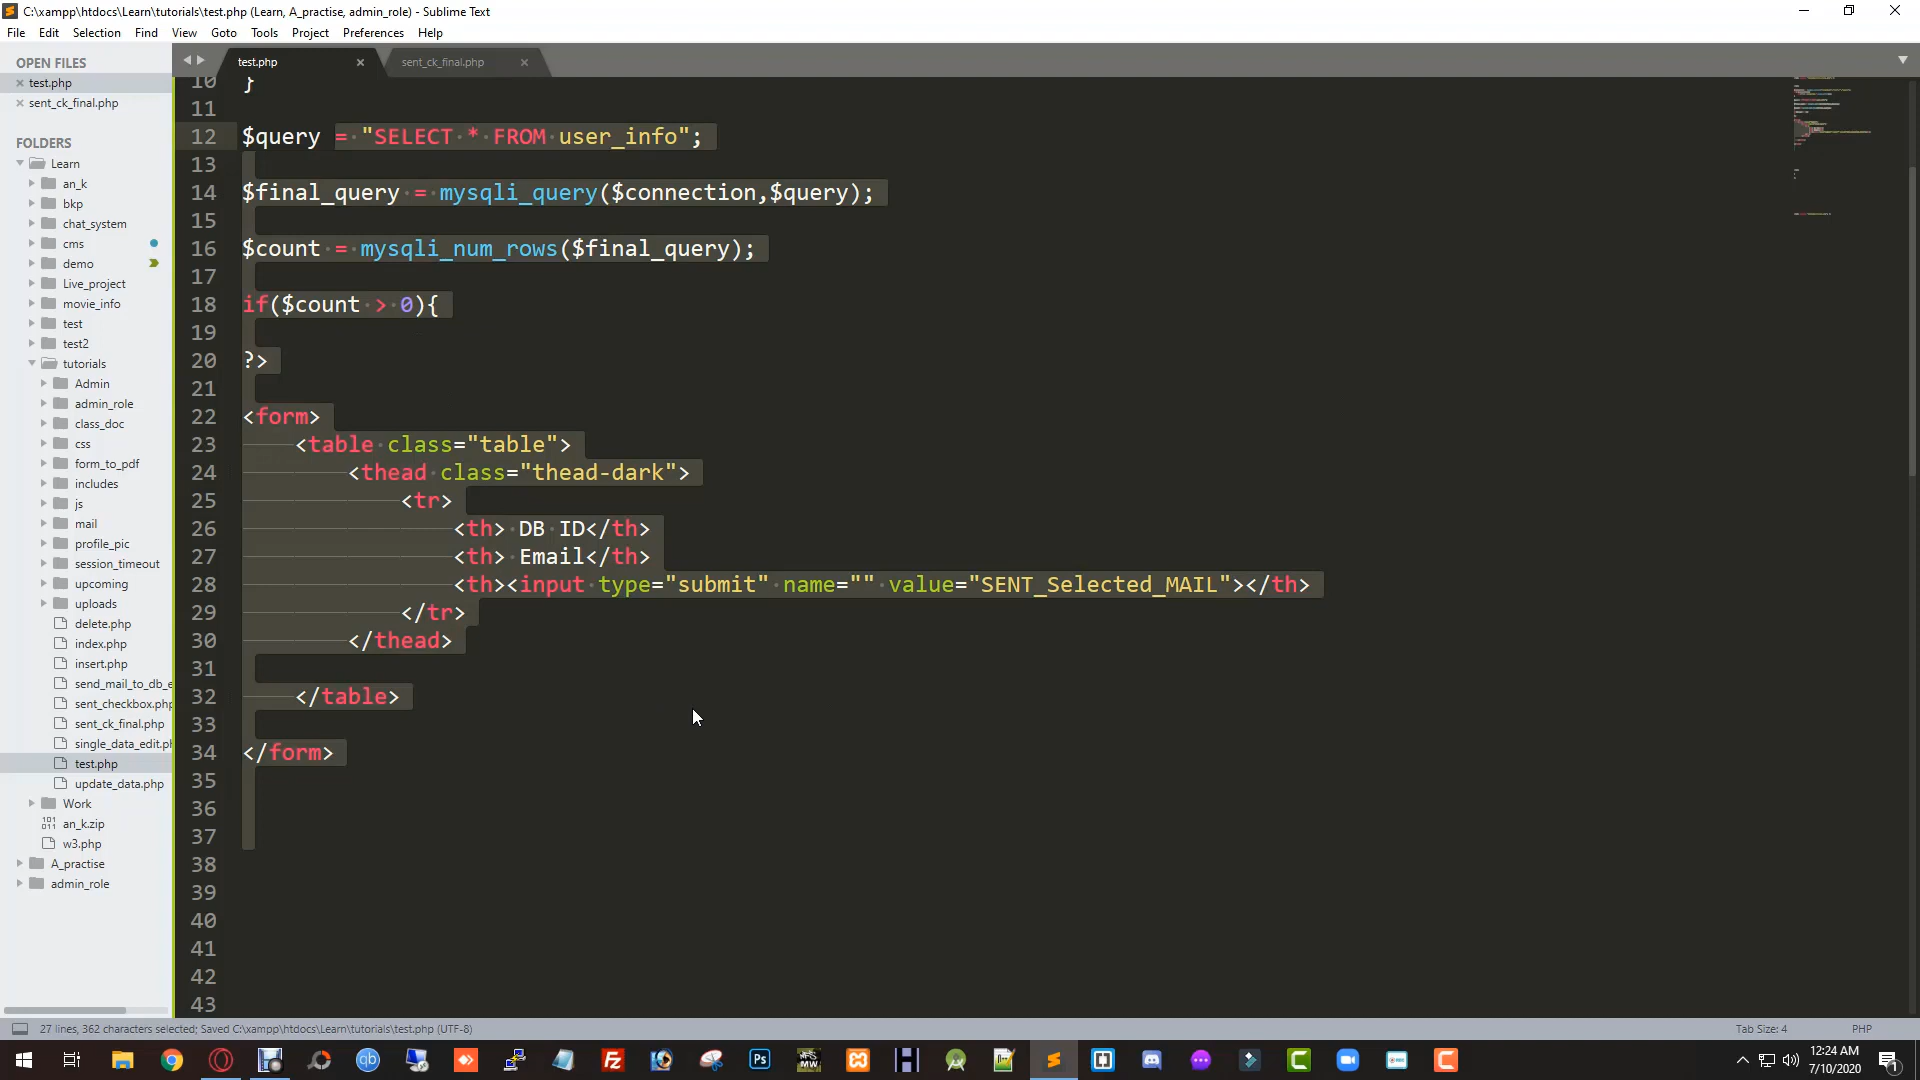 C:\xampp\htdocs\Learn\tutorials\test.php (Learn, A_practise, admin_role) - Sublime Text
File Edit Selection Find View Goto Tools Project Preferences Help
OPEN FILES
test.php
sent_ck_final.php
FOLDERS
Learn
an_k
bkp
chat_system
cms
demo
Live_project
movie_info
test
test2
tutorials
Admin
admin_role
class_doc
css
form_to_pdf
includes
js
mail
profile_pic
session_timeout
upcoming
uploads
delete.php
index.php
insert.php
send_mail_to_db_e
sent_checkbox.php
sent_ck_final.php
single_data_edit.ph
test.php
update_data.php
Work
an_k.zip
w3.php
A_practise
admin_role
test.php
sent_ck_final.php
10 }
11
12 $query = "SELECT * FROM user_info";
13
14 $final_query = mysqli_query($connection,$query);
15
16 $count = mysqli_num_rows($final_query);
17
18 if($count > 0){
19
20 ?>
21
22 <form>
23 <table class="table">
24 <thead class="thead-dark">
25 <tr>
26 <th> DB ID</th>
27 <th> Email</th>
28 <th><input type="submit" name="" value="SENT_Selected_MAIL"></th>
29 </tr>
30 </thead>
31
32 </table>
33
34 </form>
35
36
37
38
39
40
41
42
43
27 lines, 362 characters selected; Saved C:\xampp\htdocs\Learn\tutorials\test.php (UTF-8)
Tab Size: 4
PHP
12:24 AM
7/10/2020